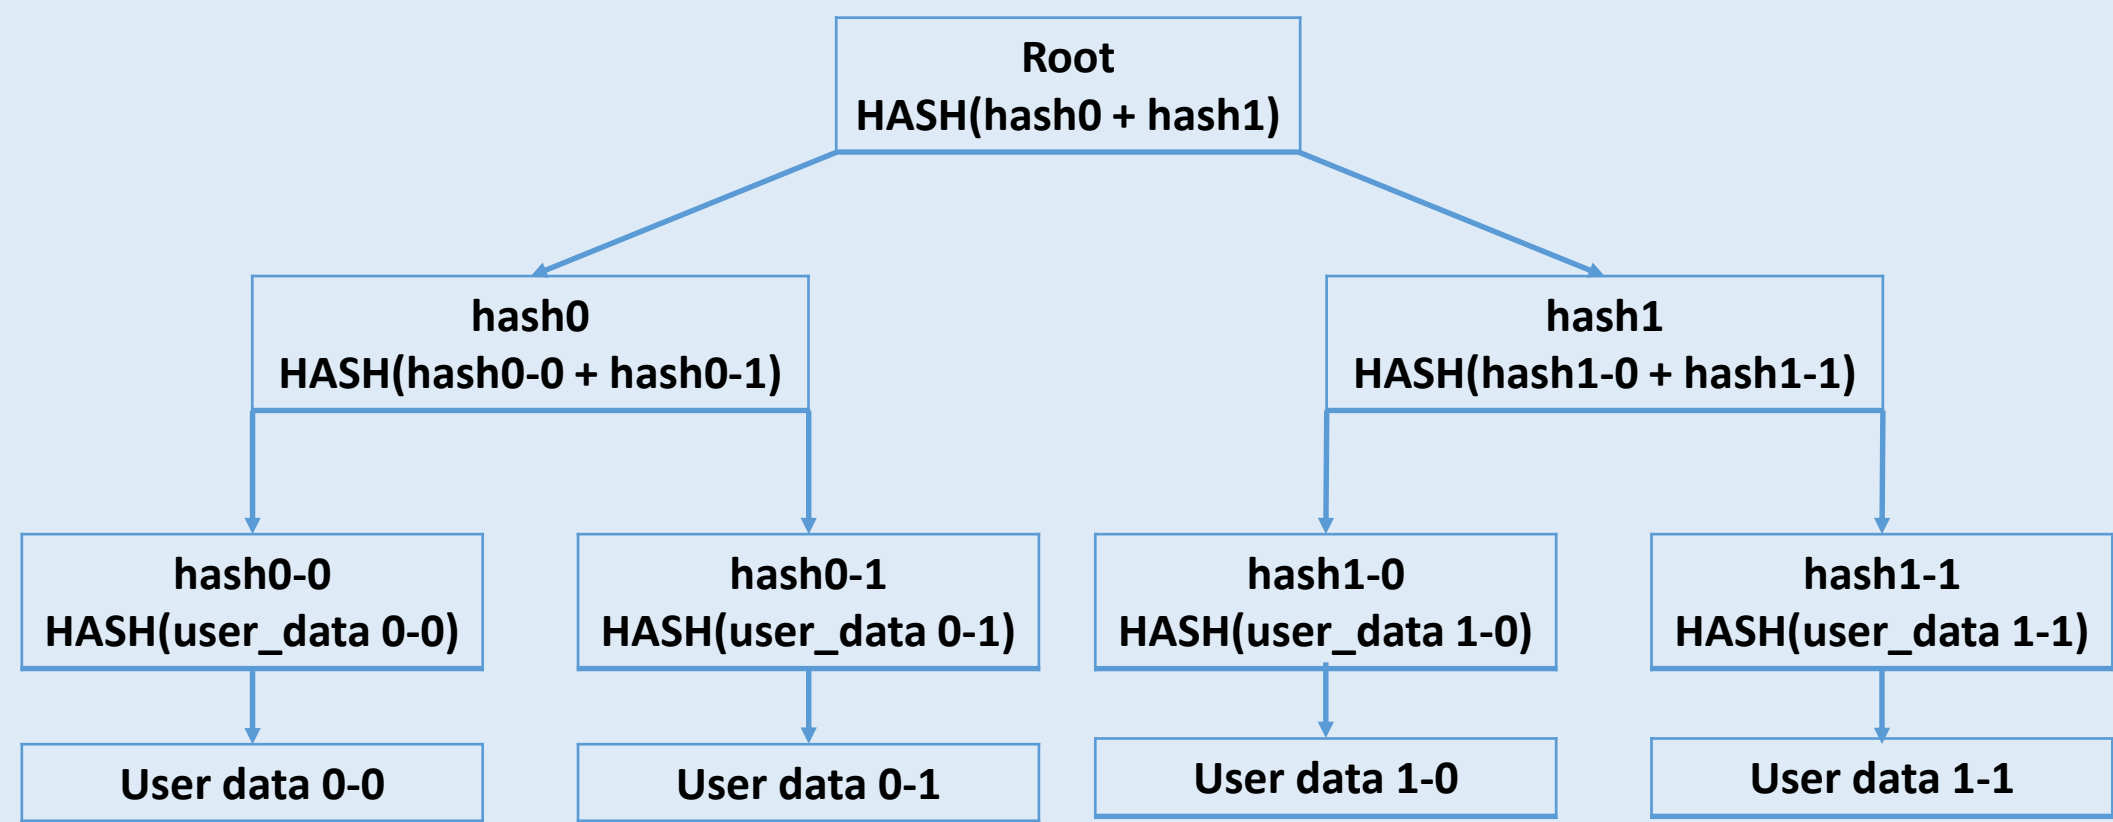 Root
HASH(hash0 + hash1)
hash0
HASH(hash0-0 + hash0-1)
hash1
HASH(hash1-0 + hash1-1)
hash0-0
HASH(user_data 0-0)
hash0-1
HASH(user_data 0-1)
hash1-0
HASH(user_data 1-0)
hash1-1
HASH(user_data 1-1)
User data 0-0
User data 0-1
User data 1-0
User data 1-1